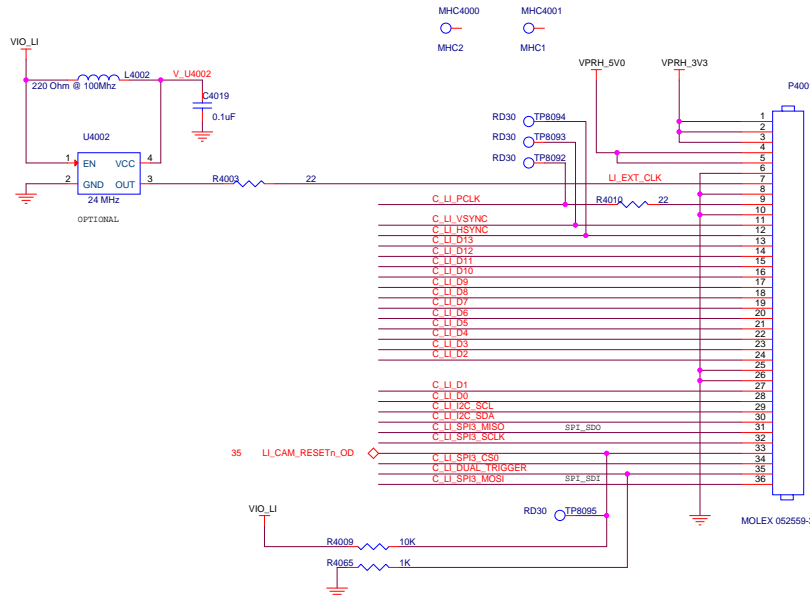 MHC4000 MHC4001
MHC2 MHC1
VIO_LI
VPRH_5V0 VPRH_3V3
L4002 V_U4002
220 Ohm @ 100Mhz
C4019
0.1uF
P400
U4002
1 EN VCC 4
2 GND OUT 3
24 MHz
OPTIONAL
R4003 22
RD30 TP8094
RD30 TP8093
RD30 TP8092
LI_EXT_CLK
C_LI_PCLK R4010 22
C_LI_VSYNC
C_LI_HSYNC
C_LI_D13
C_LI_D12
C_LI_D11
C_LI_D10
C_LI_D9
C_LI_D8
C_LI_D7
C_LI_D6
C_LI_D5
C_LI_D4
C_LI_D3
C_LI_D2
C_LI_D1
C_LI_D0
C_LI_I2C_SCL
C_LI_I2C_SDA
C_LI_SPI3_MISO SPI_SDO
C_LI_SPI3_SCLK
35 LI_CAM_RESETn_OD
C_LI_SPI3_CS0
C_LI_DUAL_TRIGGER
C_LI_SPI3_MOSI SPI_SDI
1
2
3
4
5
6
7
8
9
10
11
12
13
14
15
16
17
18
19
20
21
22
23
24
25
26
27
28
29
30
31
32
33
34
35
36
VIO_LI
RD30 TP8095
MOLEX 052559-
R4009 10K
R4065 1K